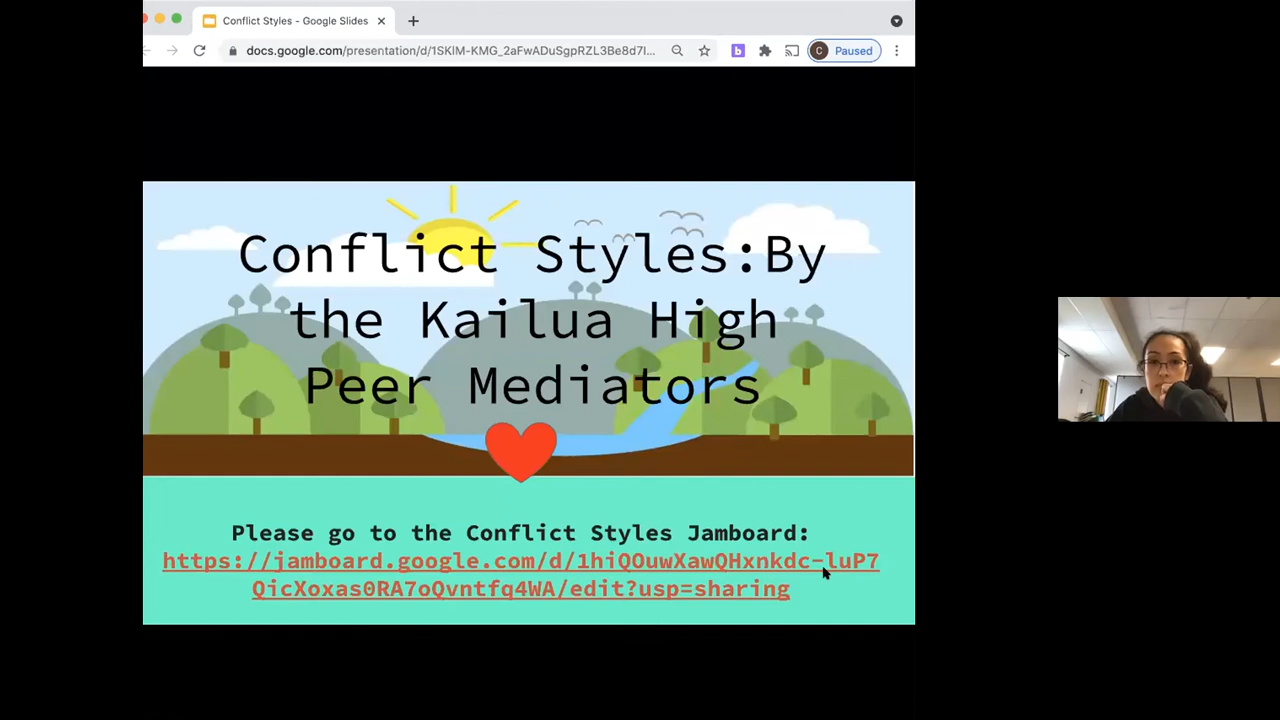 Conflict Styles - Google Slides
docs.google.com/presentation/d/1SKlM-KMG_2aFwADuSgpRZL3Be8d7l...
C Paused
Conflict Styles:By
the Kailua High
Peer Mediators
Please go to the Conflict Styles Jamboard:
https://jamboard.google.com/d/1hiQOuwXawQHxnkdc-luP7
QicXoxas0RA7oQvntfq4WA/edit?usp=sharing